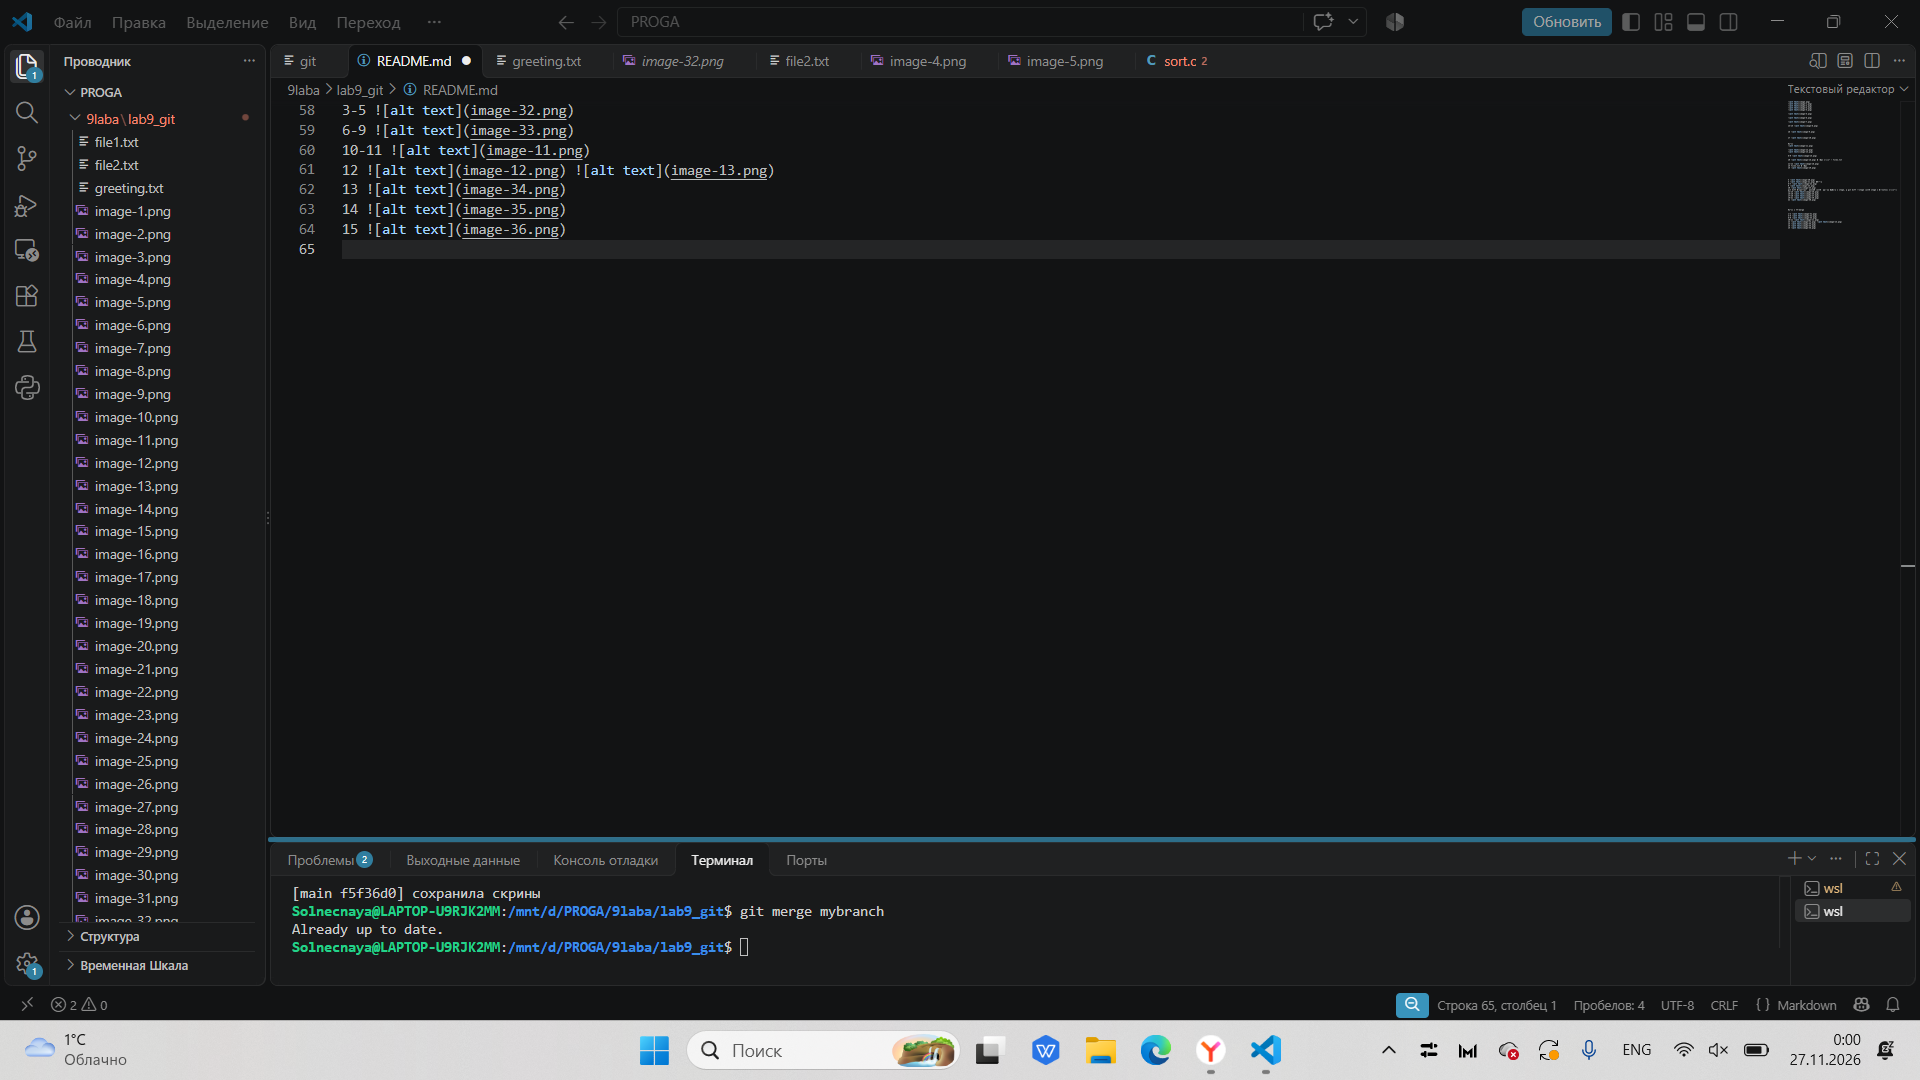 Файл Правка Выделение Вид Переход ···
PROGA
Обновить
Проводник ···
PROGA
9laba\lab9_git
file1.txt
file2.txt
greeting.txt
image-1.png
image-2.png
image-3.png
image-4.png
image-5.png
image-6.png
image-7.png
image-8.png
image-9.png
image-10.png
image-11.png
image-12.png
image-13.png
image-14.png
image-15.png
image-16.png
image-17.png
image-18.png
image-19.png
image-20.png
image-21.png
image-22.png
image-23.png
image-24.png
image-25.png
image-26.png
image-27.png
image-28.png
image-29.png
image-30.png
image-31.png
image-32.png
Структура
Временная Шкала
1
1
git README.md greeting.txt image-32.png file2.txt image-4.png image-5.png C sort.c 2
9laba > lab9_git > README.md
Текстовый редактор
58 3-5 ![alt text](image-32.png)
59 6-9 ![alt text](image-33.png)
60 10-11 ![alt text](image-11.png)
61 12 ![alt text](image-12.png) ![alt text](image-13.png)
62 13 ![alt text](image-34.png)
63 14 ![alt text](image-35.png)
64 15 ![alt text](image-36.png)
65
Проблемы 2 Выходные данные Консоль отладки Терминал Порты
[main f5f36d0] сохранила скрины
Solnecnaya@LAPTOP-U9RJK2MM:/mnt/d/PROGA/9laba/lab9_git$ git merge mybranch
Already up to date.
Solnecnaya@LAPTOP-U9RJK2MM:/mnt/d/PROGA/9laba/lab9_git$
wsl
wsl
2 0
Строка 65, столбец 1 Пробелов: 4 UTF-8 CRLF { } Markdown
1°C
Облачно
Поиск
ENG
0:00
27.11.2026